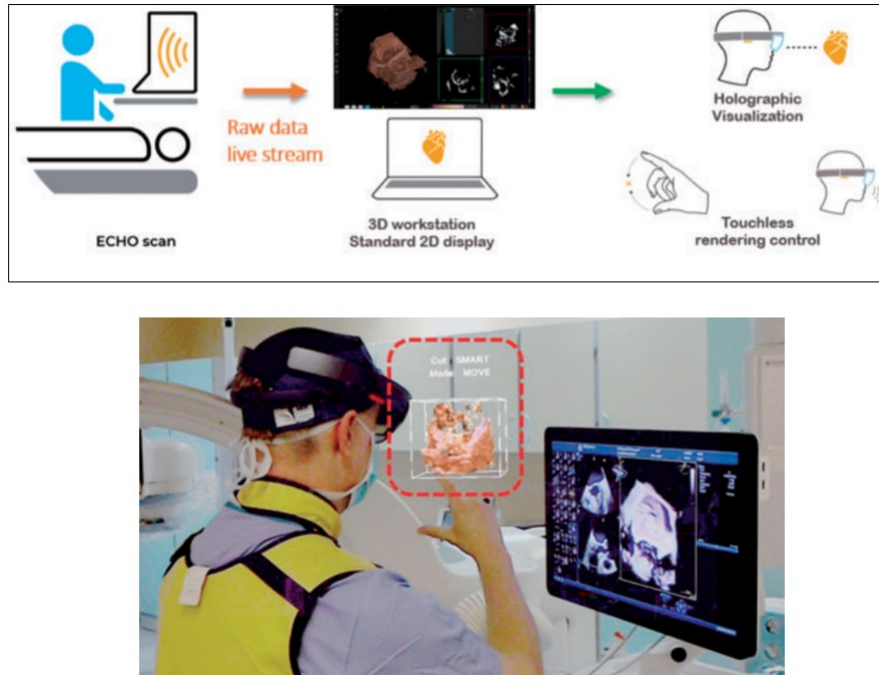 Raw data
live stream
ECHO scan
3D workstation
Standard 2D display
Holographic
Visualization
Touchless
rendering control
Cut: SMART
Mode: MOVE